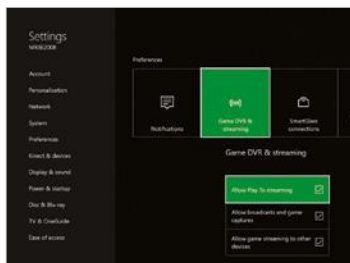 Settings
Account
Personalisation
Network
System
Preferences
Kinect & devices
Display & sound
Power & startup
Disc & Blu-ray
TV & OneGuide
Ease of access
Preferences
Notifications
Game DVR &
streaming
SmartGlass
connections
Game DVR & streaming
Allow Play To streaming
Allow broadcasts and game
captures
Allow game streaming to other
devices